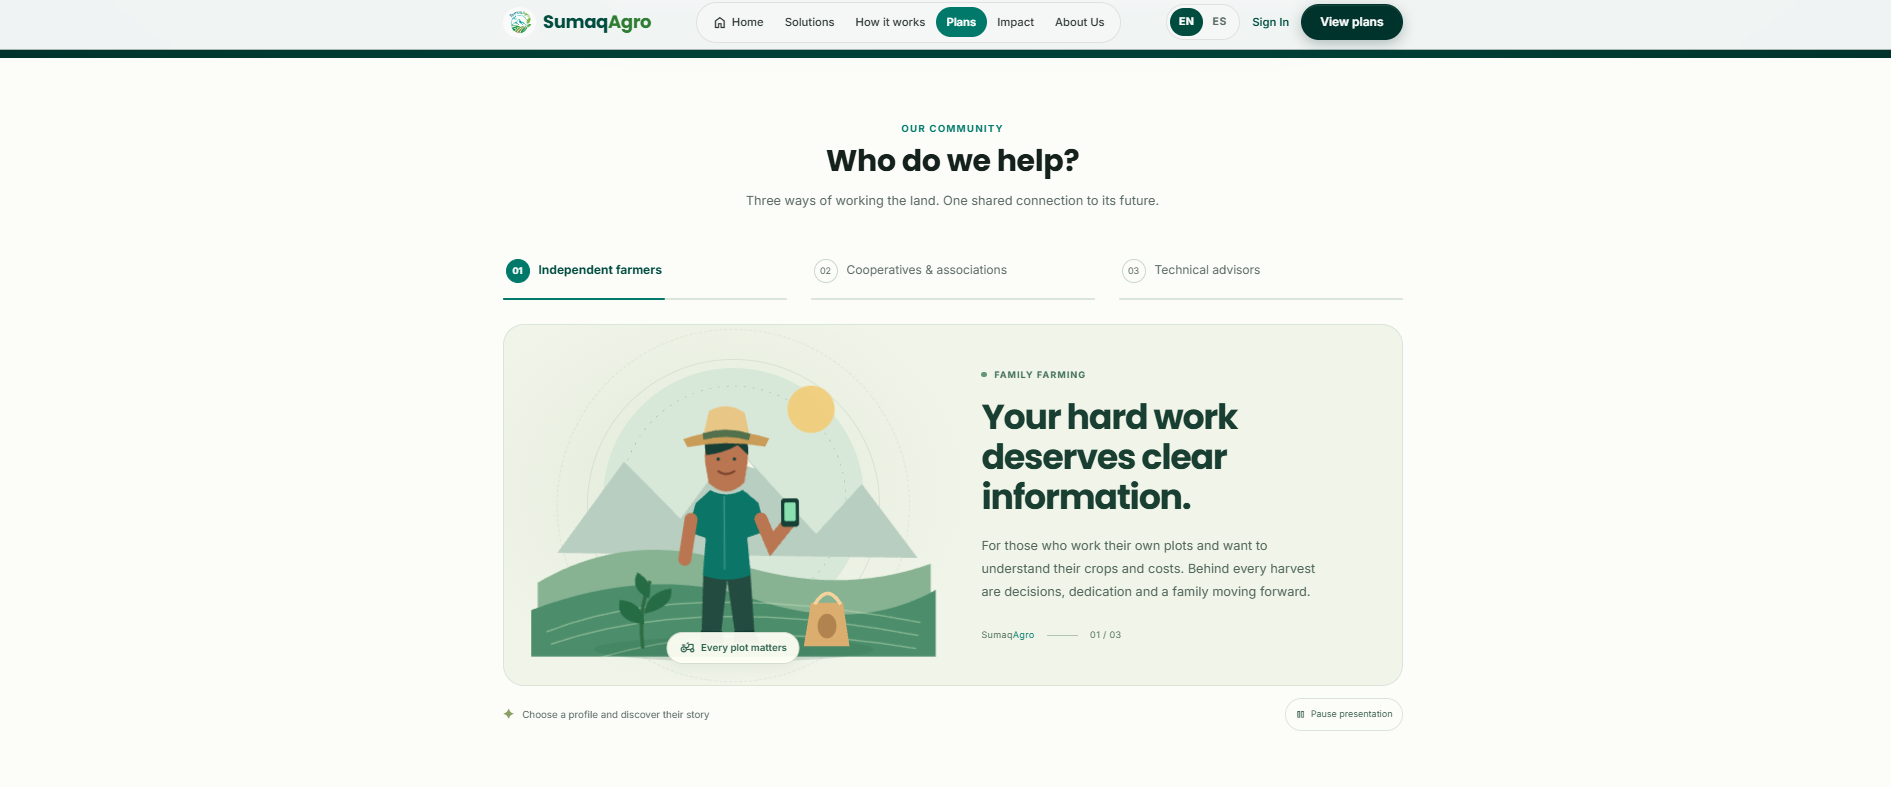 SumaqAgro
Home
Solutions
How it works
Plans
Impact
About Us
EN
ES
Sign In
View plans
OUR COMMUNITY
Who do we help?
Three ways of working the land. One shared connection to its future.
01 Independent farmers
02 Cooperatives & associations
03 Technical advisors
FAMILY FARMING
Your hard work
deserves clear
information.
For those who work their own plots and want to
understand their crops and costs. Behind every harvest
are decisions, dedication and a family moving forward.
SumaqAgro
01 / 03
Every plot matters
Choose a profile and discover their story
Pause presentation